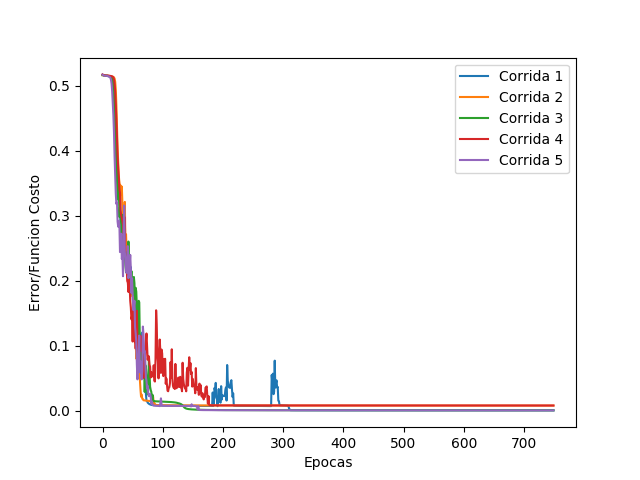 Corrida 1
Corrida 2
Corrida 3
Corrida 4
Corrida 5
0.5
0.4
0.3
0.2
0.1
0.0
Error/Funcion Costo
0 100 200 300 400 500 600 700
Epocas